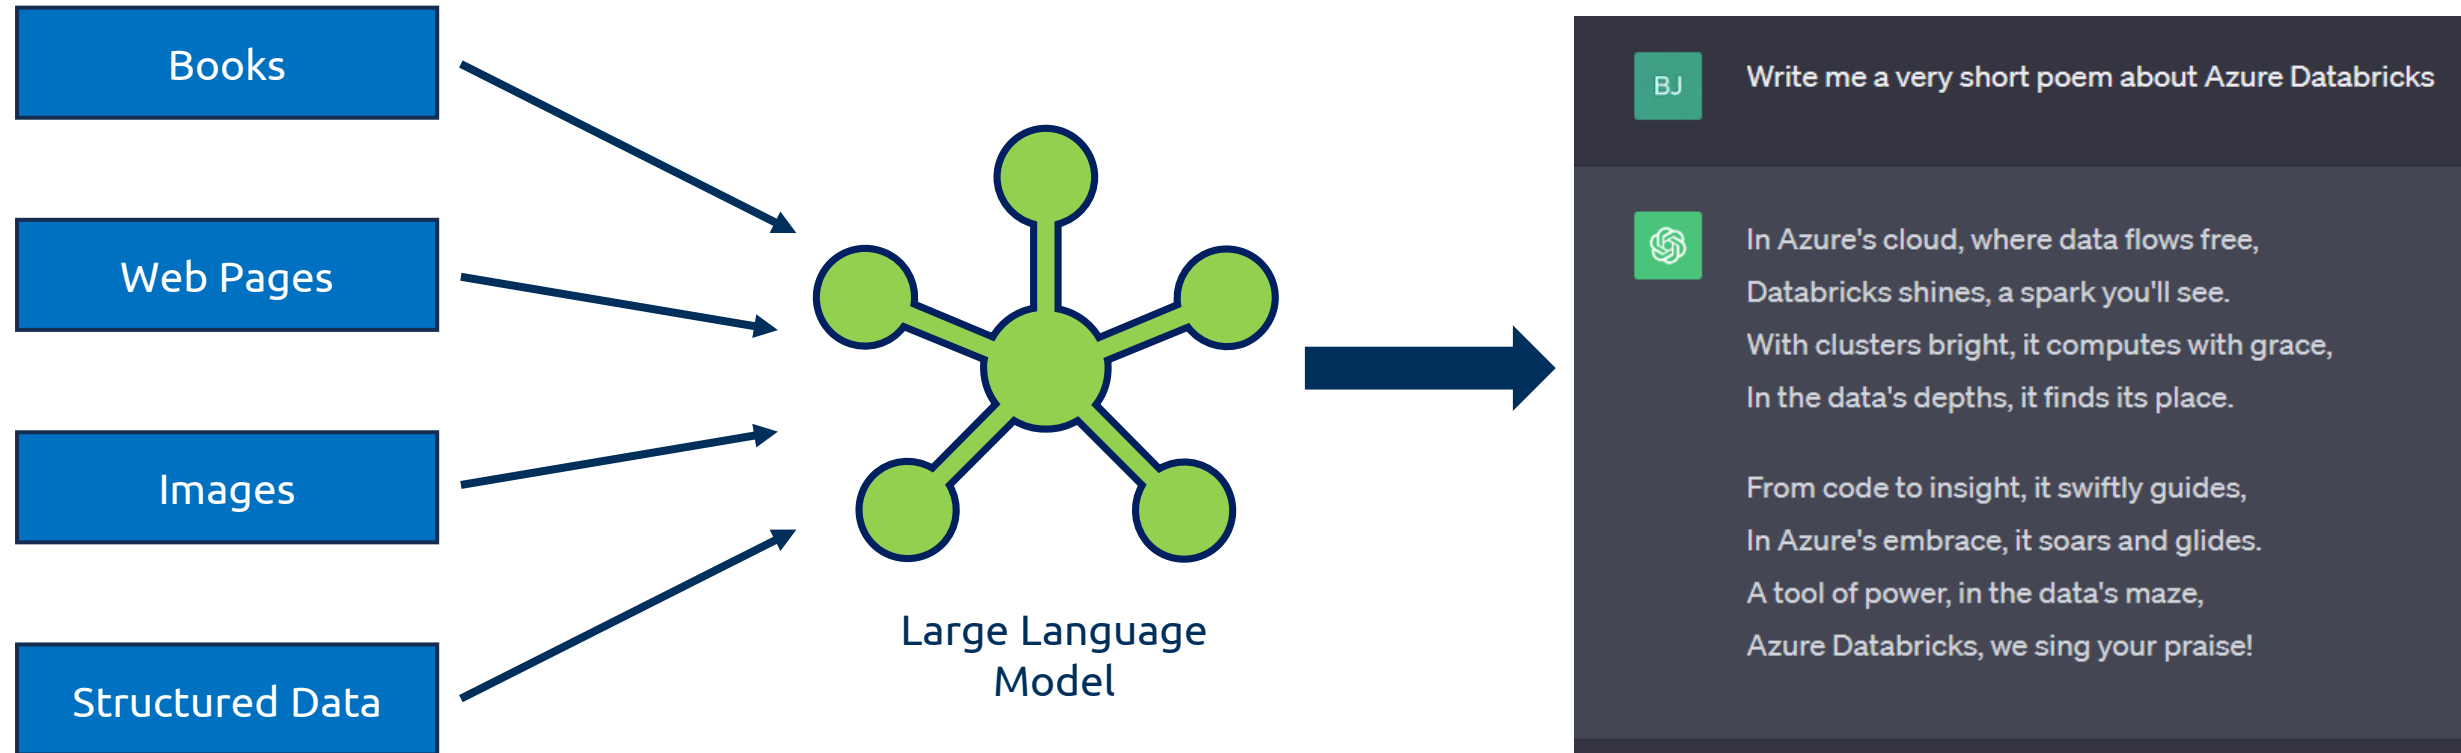 Books
Web Pages
Images
Structured Data
Large Language
Model
BJ
Write me a very short poem about Azure Databricks
In Azure's cloud, where data flows free,
Databricks shines, a spark you'll see.
With clusters bright, it computes with grace,
In the data's depths, it finds its place.
From code to insight, it swiftly guides,
In Azure's embrace, it soars and glides.
A tool of power, in the data's maze,
Azure Databricks, we sing your praise!